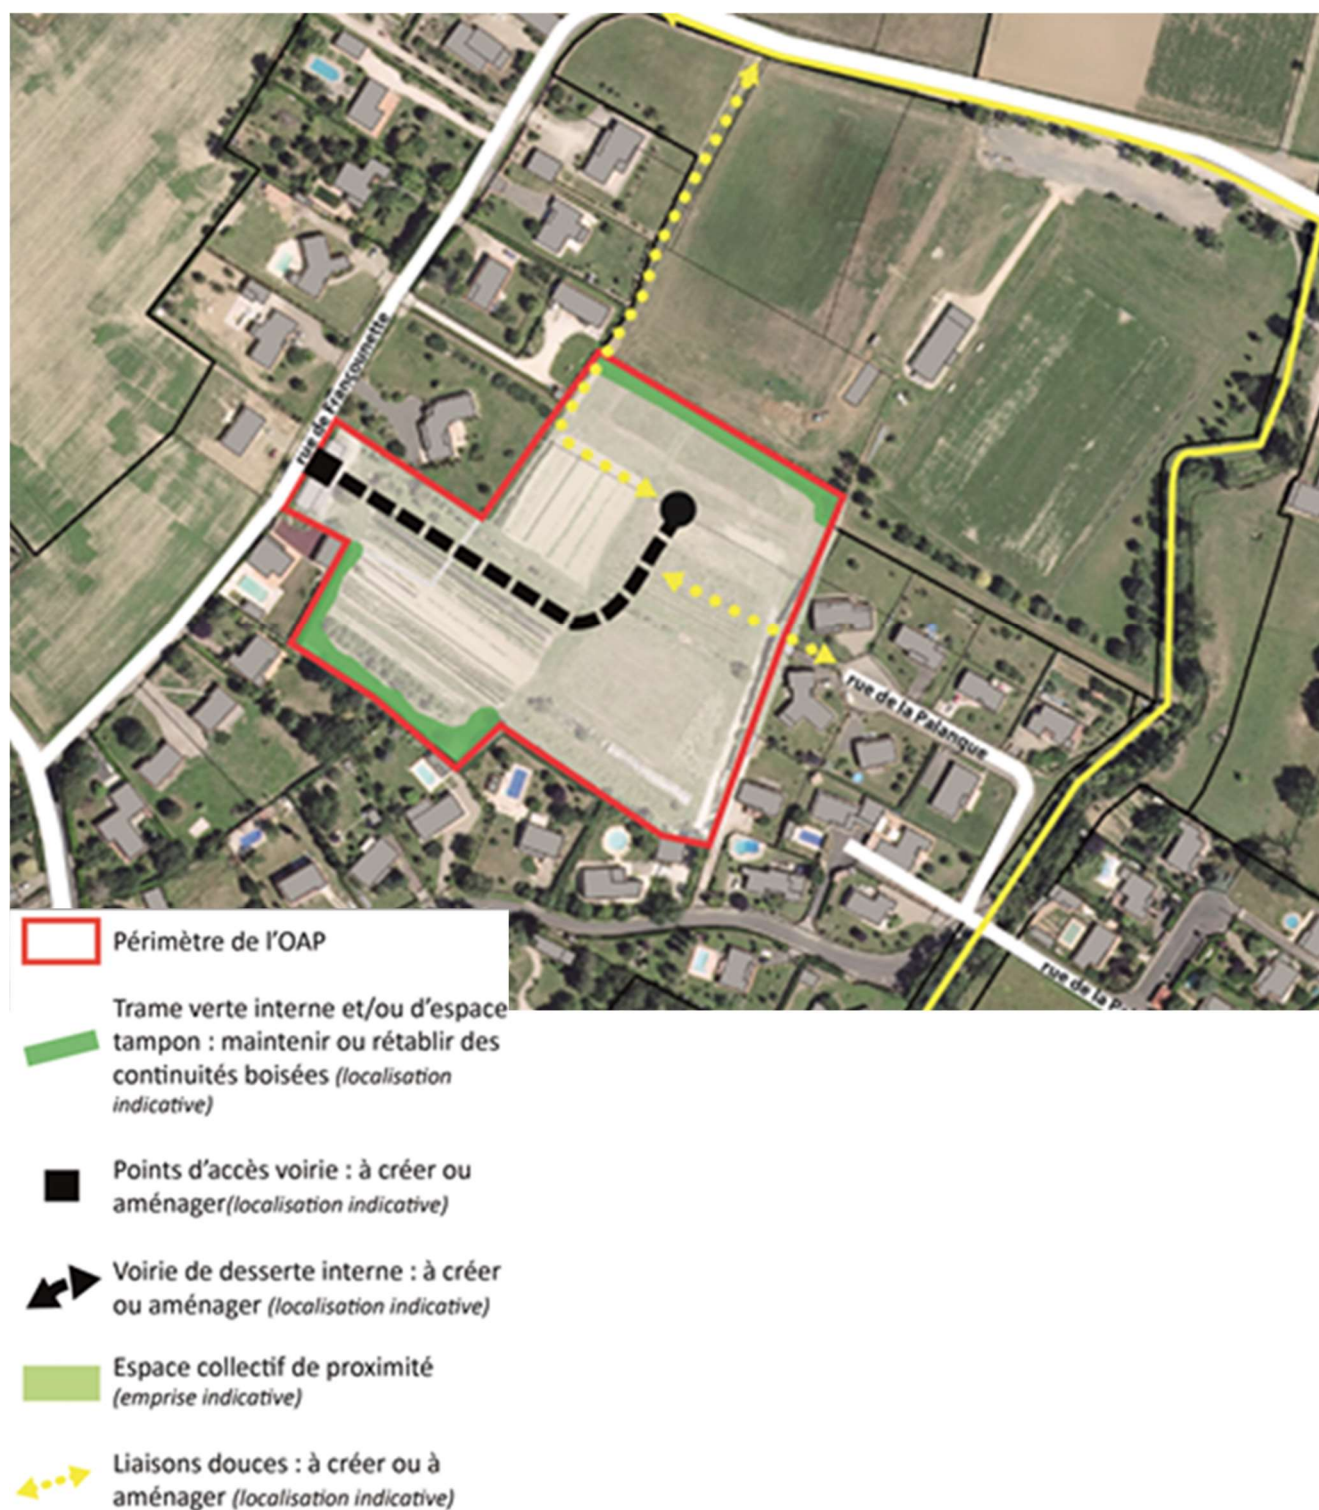 rue de Francounette
rue de la Palanque
rue de la P
Périmètre de l'OAP
Trame verte interne et/ou d'espace
tampon : maintenir ou rétablir des
continuités boisées (localisation
indicative)
Points d'accès voirie : à créer ou
aménager(localisation indicative)
Voirie de desserte interne : à créer
ou aménager (localisation indicative)
Espace collectif de proximité
(emprise indicative)
Liaisons douces : à créer ou à
aménager (localisation indicative)